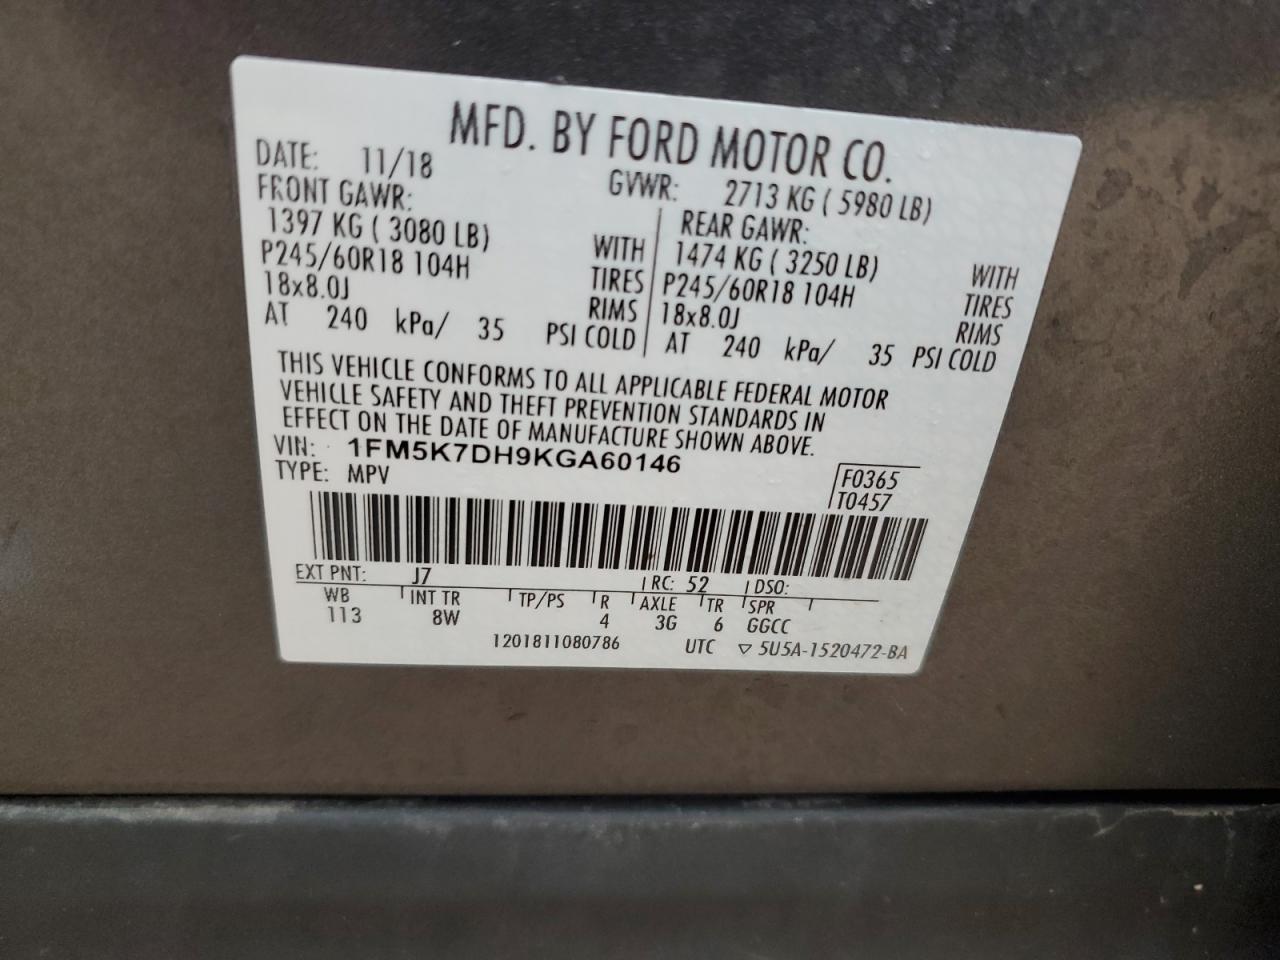 MFD. BY FORD MOTOR CO.
DATE: 11/18
GVWR: 2713 KG ( 5980 LB)
FRONT GAWR:
1397 KG ( 3080 LB) WITH
P245/60R18 104H TIRES
18x8.0J RIMS
AT 240 kPa/ 35 PSI COLD
REAR GAWR:
1474 KG ( 3250 LB) WITH
P245/60R18 104H TIRES
18x8.0J RIMS
AT 240 kPa/ 35 PSI COLD
THIS VEHICLE CONFORMS TO ALL APPLICABLE FEDERAL MOTOR
VEHICLE SAFETY AND THEFT PREVENTION STANDARDS IN
EFFECT ON THE DATE OF MANUFACTURE SHOWN ABOVE.
VIN: 1FM5K7DH9KGA60146
TYPE: MPV
F0365
T0457
EXT PNT: J7 RC: 52 DSO:
WB INT TR TP/PS R AXLE TR SPR
113 8W 4 3G 6 GGCC
1201811080786 UTC ▽ 5U5A-1520472-BA